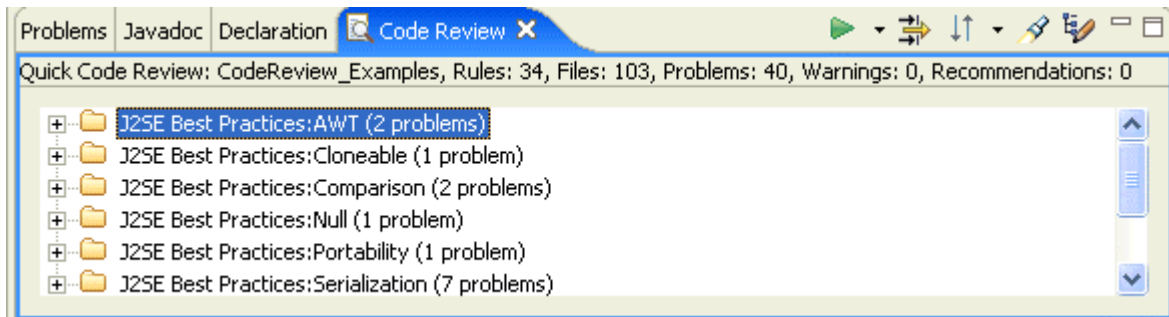 Problems Javadoc Declaration Code Review
Quick Code Review: CodeReview_Examples, Rules: 34, Files: 103, Problems: 40, Warnings: 0, Recommendations: 0
J2SE Best Practices:AWT (2 problems)
J2SE Best Practices:Cloneable (1 problem)
J2SE Best Practices:Comparison (2 problems)
J2SE Best Practices:Null (1 problem)
J2SE Best Practices:Portability (1 problem)
J2SE Best Practices:Serialization (7 problems)